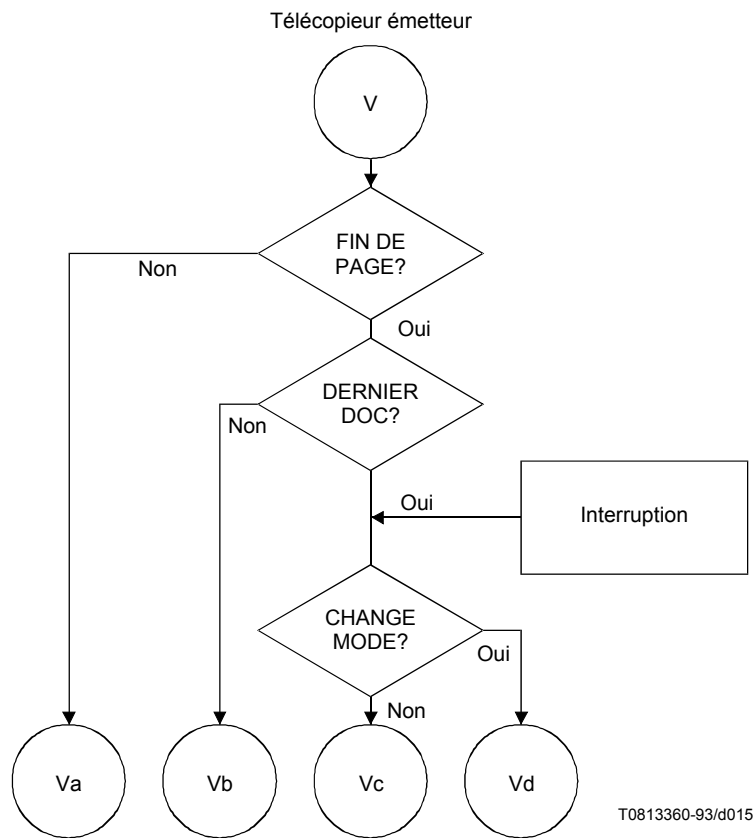 Télécopieur émetteur
V
FIN DE
PAGE?
Non
Oui
DERNIER
DOC?
Non
Oui
Interruption
CHANGE
MODE?
Oui
Non
Va
Vb
Vc
Vd
T0813360-93/d015